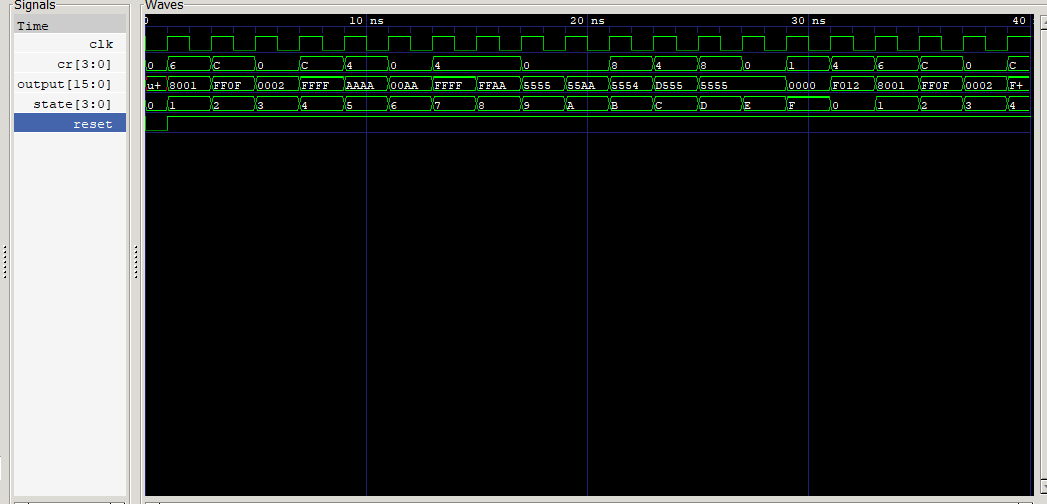 Signals
Waves
Time
0 10 ns 20 ns 30 ns 40
clk
cr[3:0] 0 6 C 0 C 4 0 4 0 8 4 8 0 1 4 6 C 0 C
output[15:0] u+ 8001 FF0F 0002 FFFF AAAA 00AA FFFF FFAA 5555 55AA 5554 D555 5555 0000 F012 8001 FF0F 0002 F+
state[3:0] 0 1 2 3 4 5 6 7 8 9 A B C D E F 0 1 2 3 4
reset